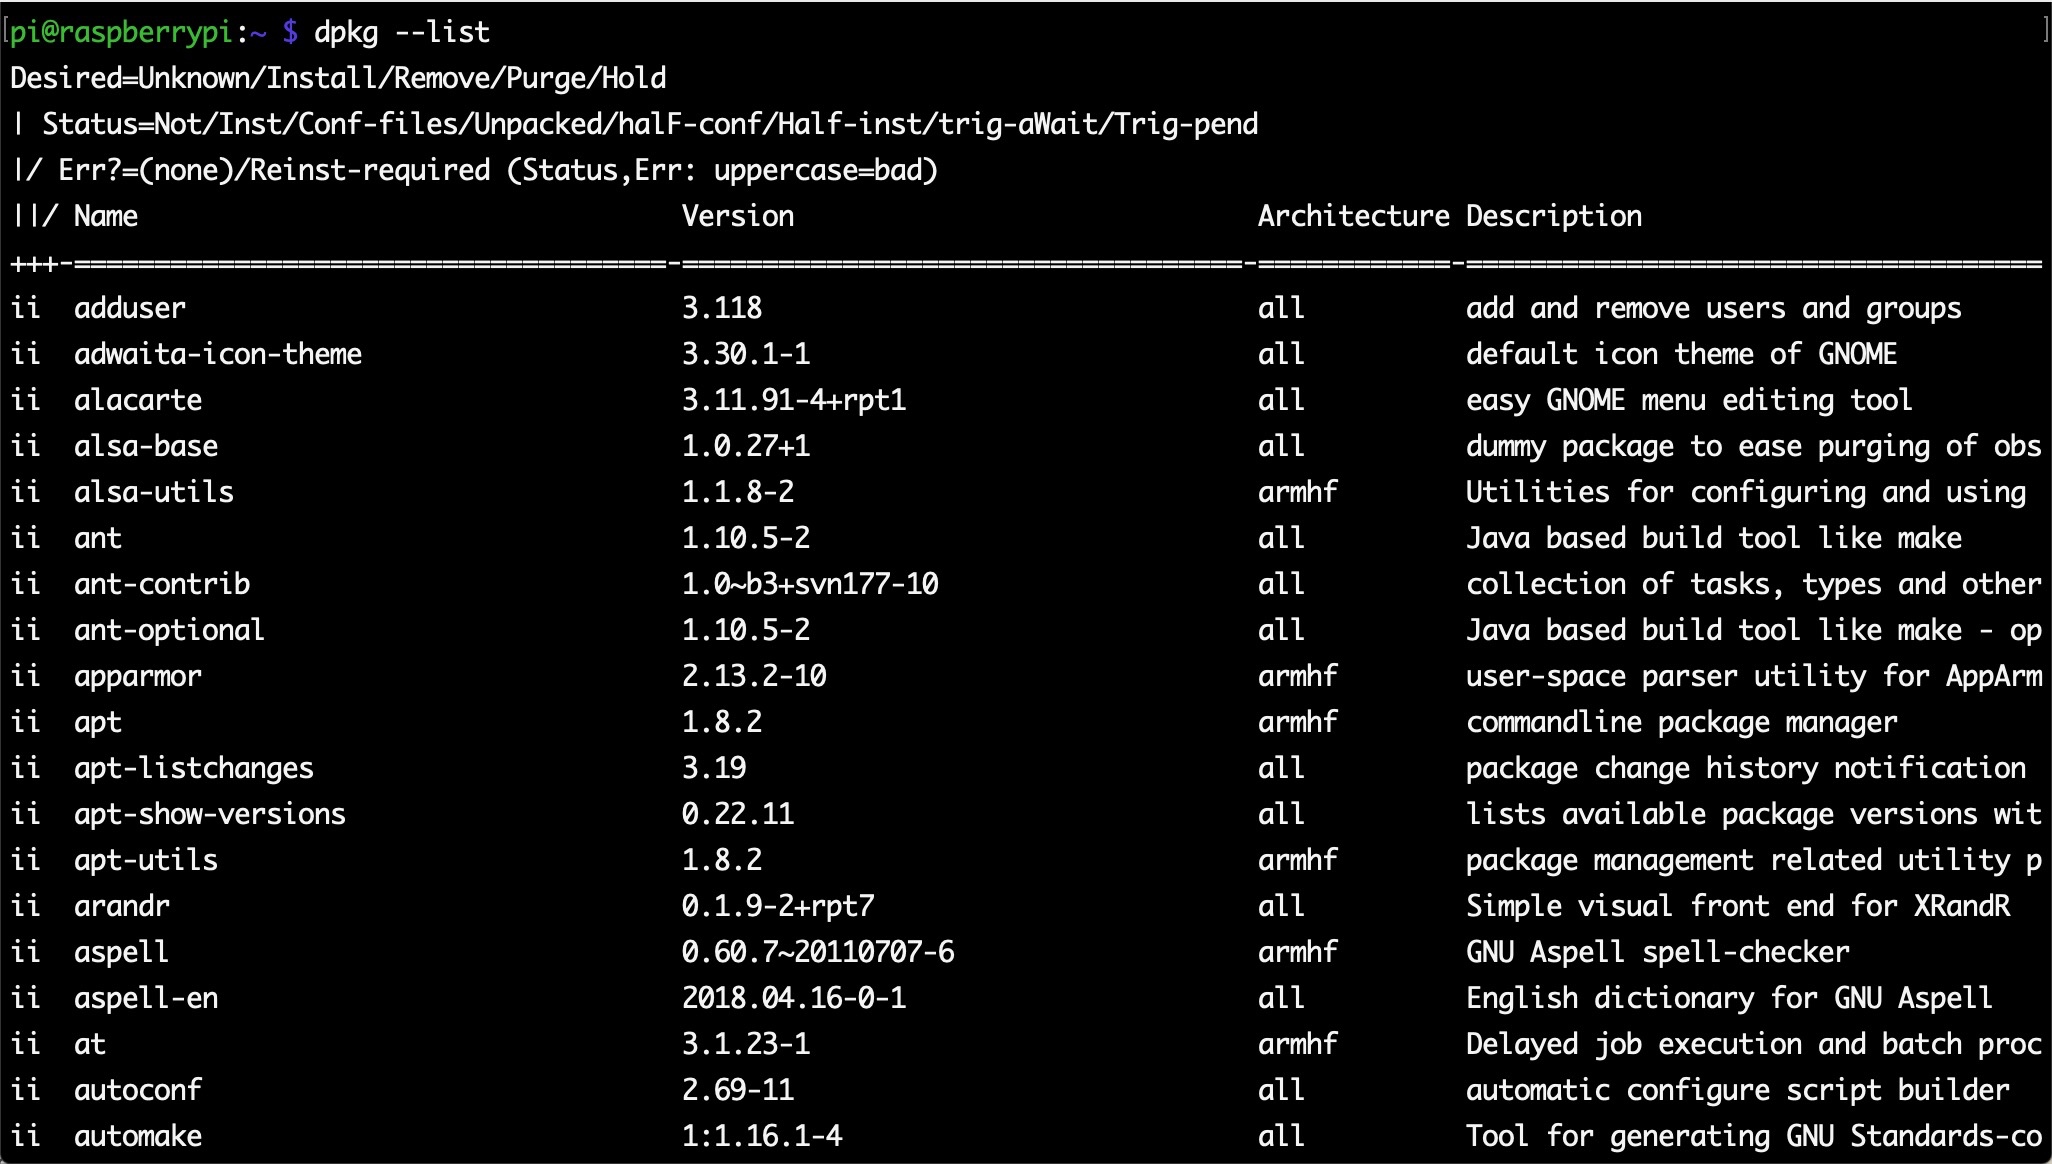 pi@raspberrypi:~ $ dpkg --list
Desired=Unknown/Install/Remove/Purge/Hold
| Status=Not/Inst/Conf-files/Unpacked/halF-conf/Half-inst/trig-aWait/Trig-pend
|/ Err?=(none)/Reinst-required (Status,Err: uppercase=bad)
||/ Name                                  Version                             Architecture Description
+++-=====================================-===================================-============-====================================
ii  adduser                               3.118                               all          add and remove users and groups
ii  adwaita-icon-theme                    3.30.1-1                            all          default icon theme of GNOME
ii  alacarte                              3.11.91-4+rpt1                      all          easy GNOME menu editing tool
ii  alsa-base                             1.0.27+1                            all          dummy package to ease purging of obs
ii  alsa-utils                            1.1.8-2                             armhf        Utilities for configuring and using
ii  ant                                   1.10.5-2                            all          Java based build tool like make
ii  ant-contrib                           1.0~b3+svn177-10                    all          collection of tasks, types and other
ii  ant-optional                          1.10.5-2                            all          Java based build tool like make - op
ii  apparmor                              2.13.2-10                           armhf        user-space parser utility for AppArm
ii  apt                                   1.8.2                               armhf        commandline package manager
ii  apt-listchanges                       3.19                                all          package change history notification
ii  apt-show-versions                     0.22.11                             all          lists available package versions wit
ii  apt-utils                             1.8.2                               armhf        package management related utility p
ii  arandr                                0.1.9-2+rpt7                        all          Simple visual front end for XRandR
ii  aspell                                0.60.7~20110707-6                   armhf        GNU Aspell spell-checker
ii  aspell-en                             2018.04.16-0-1                      all          English dictionary for GNU Aspell
ii  at                                    3.1.23-1                            armhf        Delayed job execution and batch proc
ii  autoconf                              2.69-11                             all          automatic configure script builder
ii  automake                              1:1.16.1-4                          all          Tool for generating GNU Standards-co